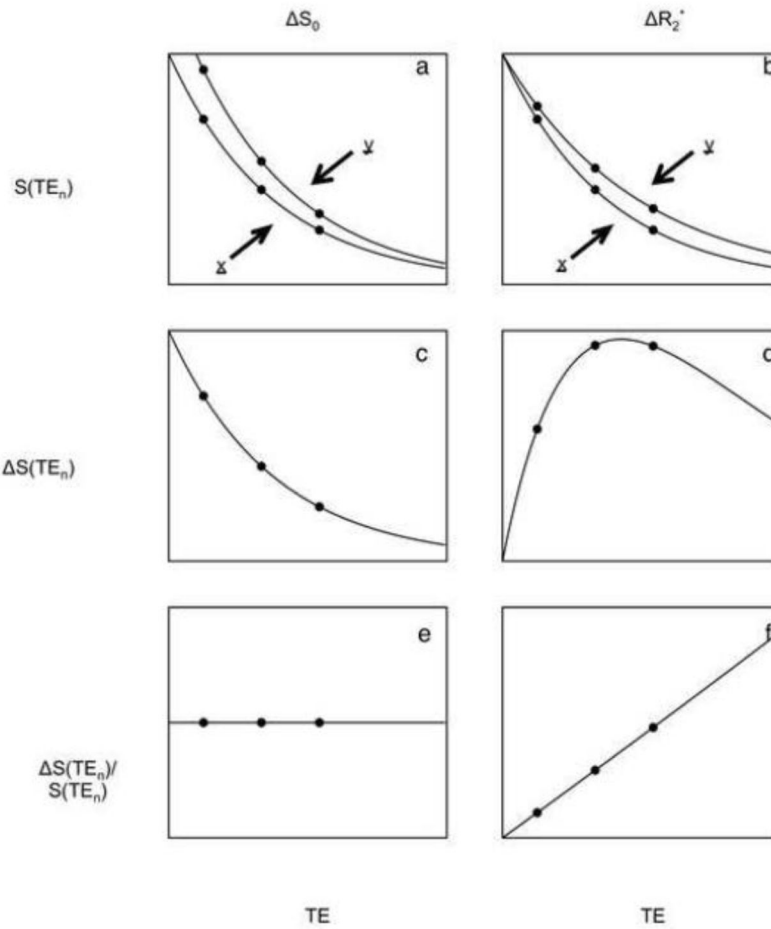 ΔS₀ ΔR₂*
a b
S(TEₙ)
y y
x x
c d
ΔS(TEₙ)
e f
ΔS(TEₙ)/
S(TEₙ)
TE TE